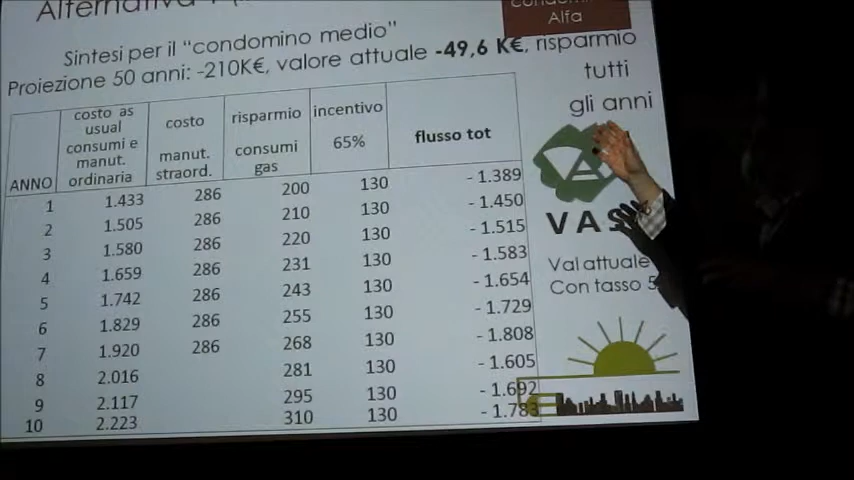 Alternativa
Alfa
Sintesi per il "condomino medio"
Proiezione 50 anni: -210K€, valore attuale -49,6 K€, risparmio
tutti
gli anni
ANNO costo as usual consumi e manut. ordinaria costo manut. straord. risparmio consumi gas incentivo 65% flusso tot
1 1.433 286 200 130 - 1.389
2 1.505 286 210 130 - 1.450
3 1.580 286 220 130 - 1.515
4 1.659 286 231 130 - 1.583
5 1.742 286 243 130 - 1.654
6 1.829 286 255 130 - 1.729
7 1.920 286 268 130 - 1.808
8 2.016 281 130 - 1.605
9 2.117 295 130 - 1.692
10 2.223 310 130 - 1.783
VA
VAS
Val attuale
Con tasso 5